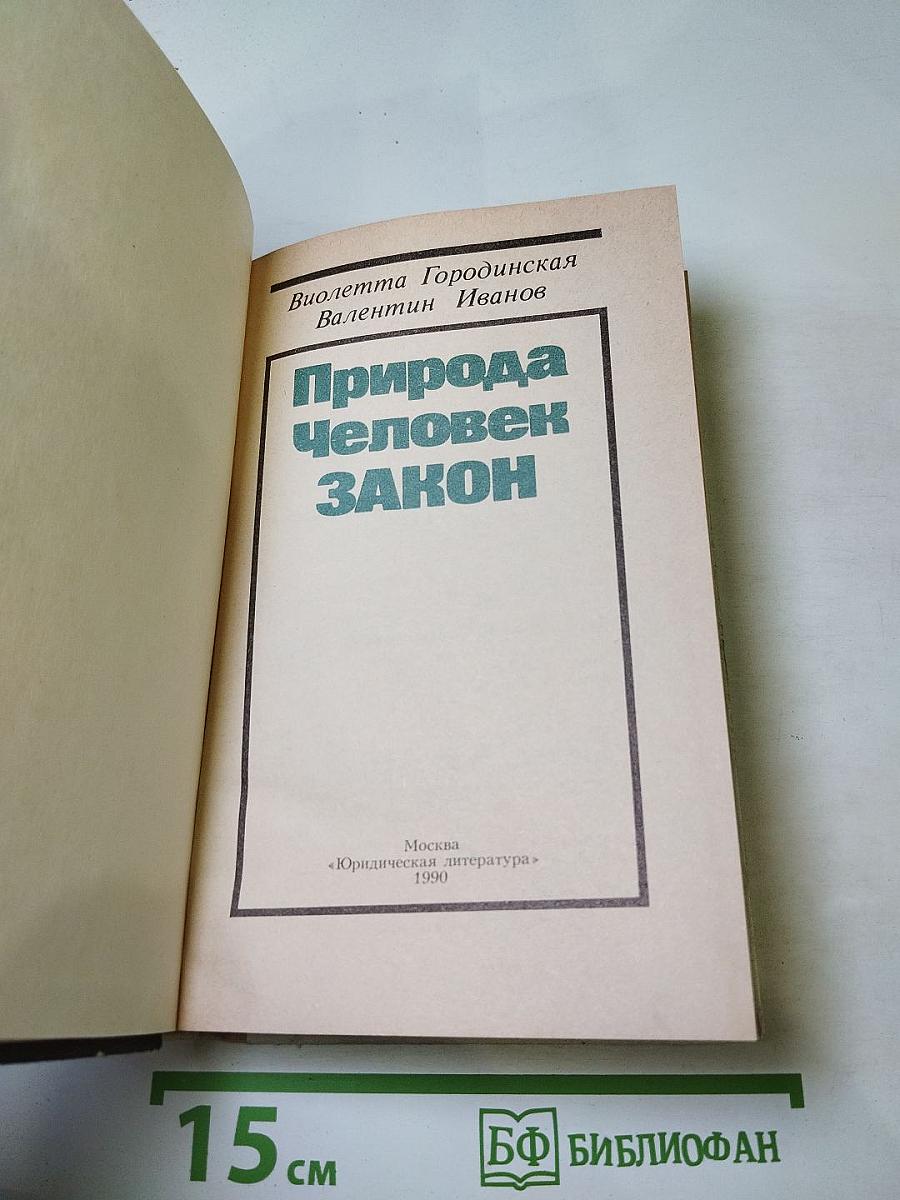 Виолетта Городинская
Валентин Иванов
Природа
Человек
ЗАКОН
Москва
«Юридическая литература»
1990
15 см
БФ БИБЛИОФАН